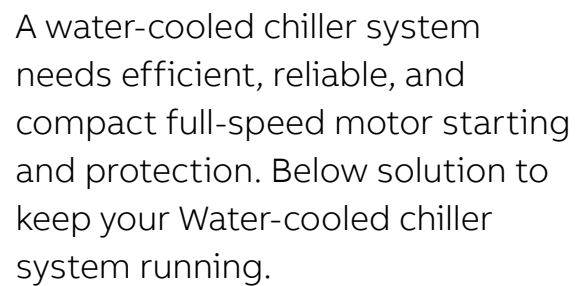 A water-cooled chiller system
needs efficient, reliable, and
compact full-speed motor starting
and protection. Below solution to
keep your Water-cooled chiller
system running.